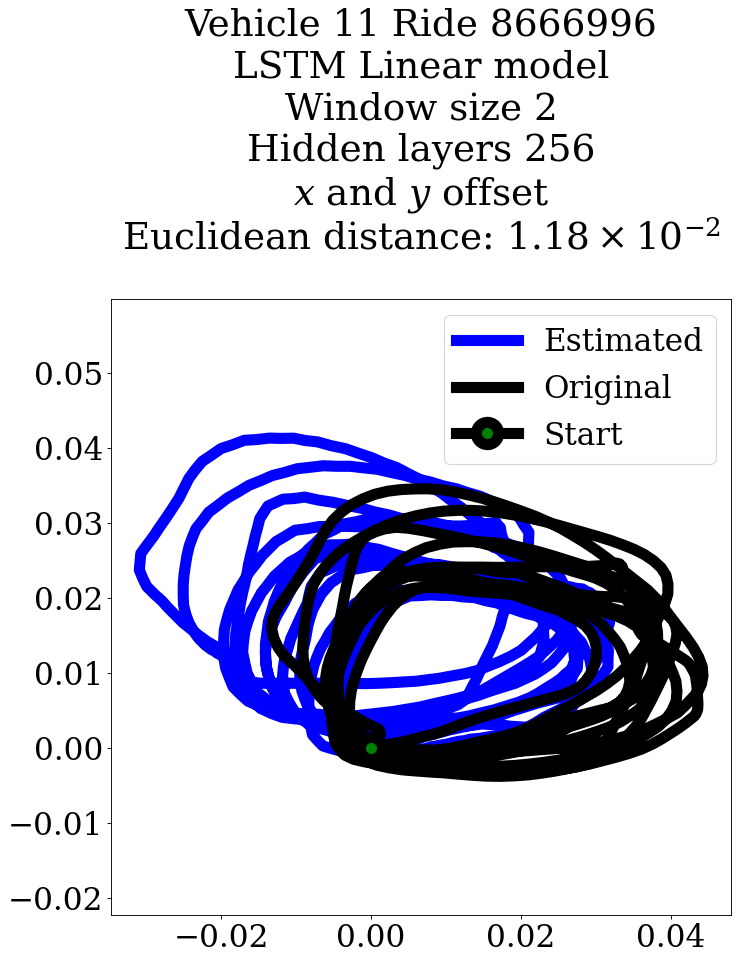 Vehicle 11 Ride 8666996
LSTM Linear model
Window size 2
Hidden layers 256
x and y offset
Euclidean distance: 1.18 × 10⁻²
Estimated
Original
Start
0.05
0.04
0.03
0.02
0.01
0.00
−0.01
−0.02
−0.02 0.00 0.02 0.04